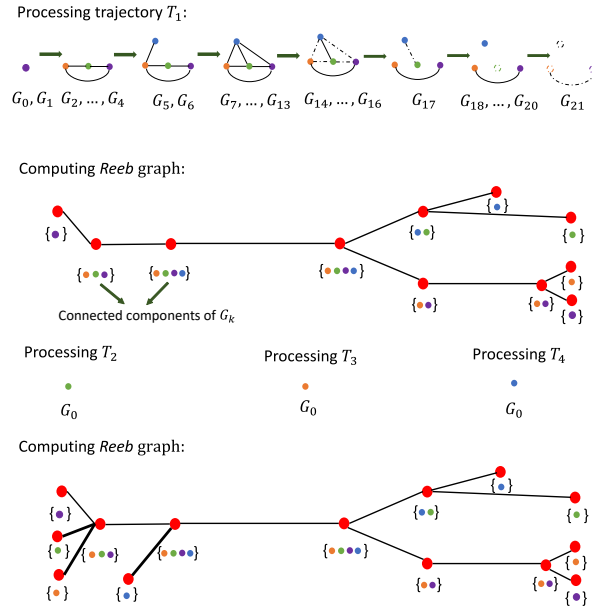 Processing trajectory T₁:
G₀, G₁ G₂, ..., G₄ G₅, G₆ G₇, ..., G₁₃ G₁₄, ..., G₁₆ G₁₇ G₁₈, ..., G₂₀ G₂₁
Computing Reeb graph:
Connected components of Gₖ
Processing T₂ Processing T₃ Processing T₄
G₀ G₀ G₀
Computing Reeb graph: